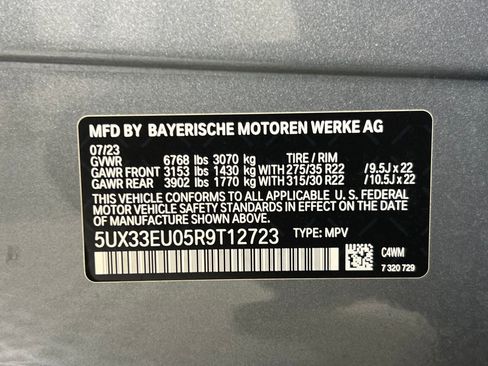 MFD BY BAYERISCHE MOTOREN WERKE AG
07/23
GVWR 6768 lbs 3070 kg TIRE / RIM
GAWR FRONT 3153 lbs 1430 kg WITH 275/35 R22 / 9.5J x 22
GAWR REAR 3902 lbs 1770 kg WITH 315/30 R22 / 10.5J x 22
THIS VEHICLE CONFORMS TO ALL APPLICABLE U. S. FEDERAL
MOTOR VEHICLE SAFETY STANDARDS IN EFFECT
ON THE DATE OF MANUFACTURE SHOWN ABOVE.
5UX33EU05R9T12723 TYPE: MPV
C4WM
7 320 729